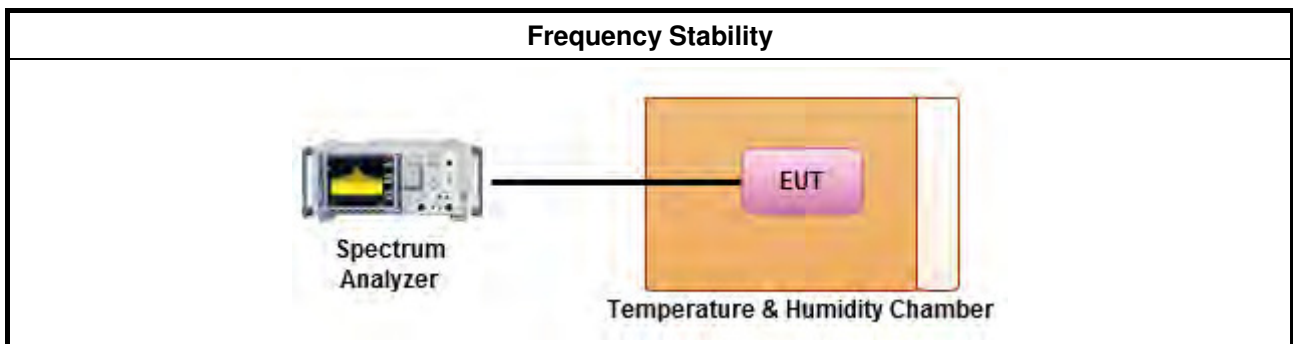 Frequency Stability
EUT
Spectrum
Analyzer
Temperature & Humidity Chamber